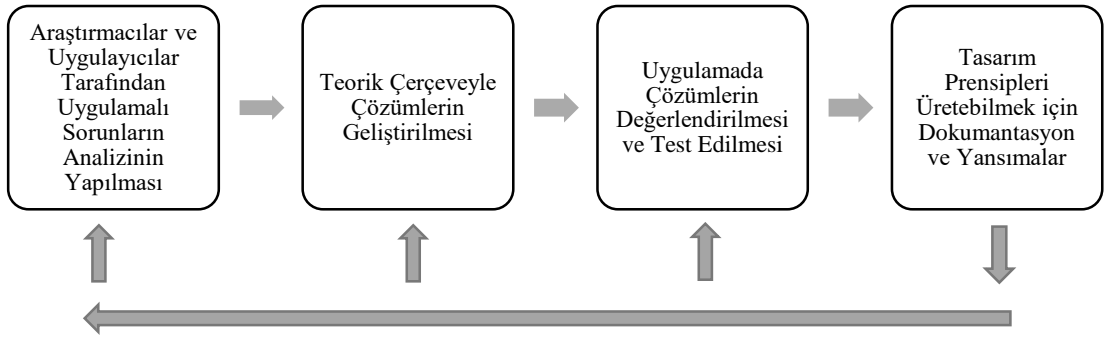 Araştırmacılar ve
Uygulayıcılar
Tarafından
Uygulamalı
Sorunların
Analizinin
Yapılması
Teorik Çerçeveyle
Çözümlerin
Geliştirilmesi
Uygulamada
Çözümlerin
Değerlendirilmesi
ve Test Edilmesi
Tasarım
Prensipleri
Üretebilmek için
Dokumantasyon
ve Yansımalar